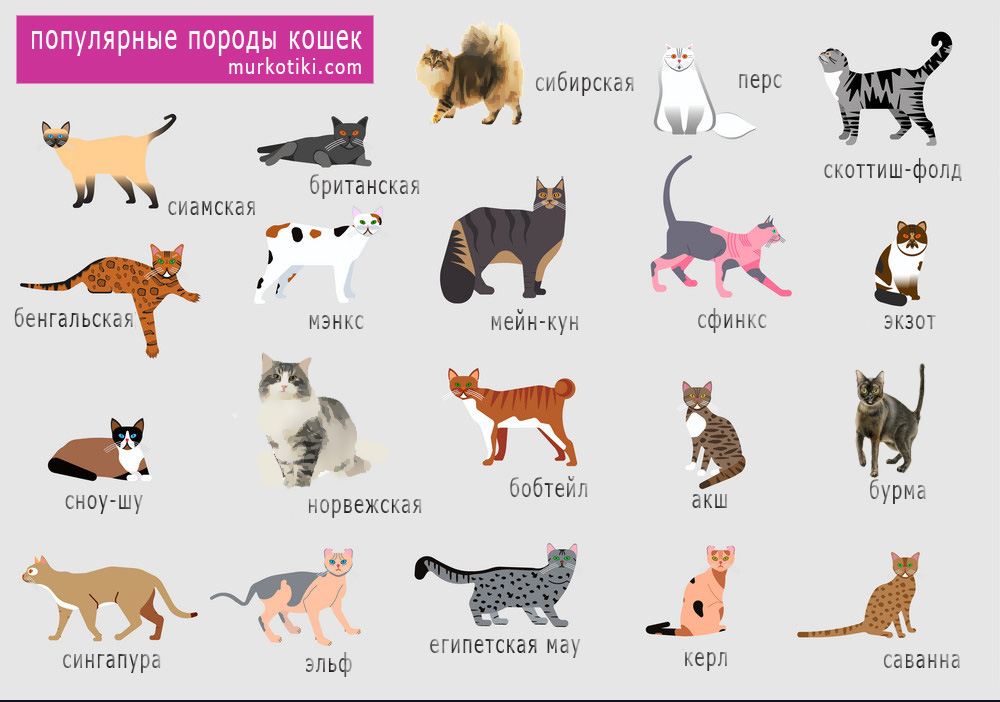 популярные породы кошек
murkotiki.com
сибирская
перс
скоттиш-фолд
сиамская
британская
бенгальская
мэнкс
мейн-кун
сфинкс
экзот
сноу-шу
норвежская
бобтейл
акш
бурма
сингапура
эльф
египетская мау
керл
саванна